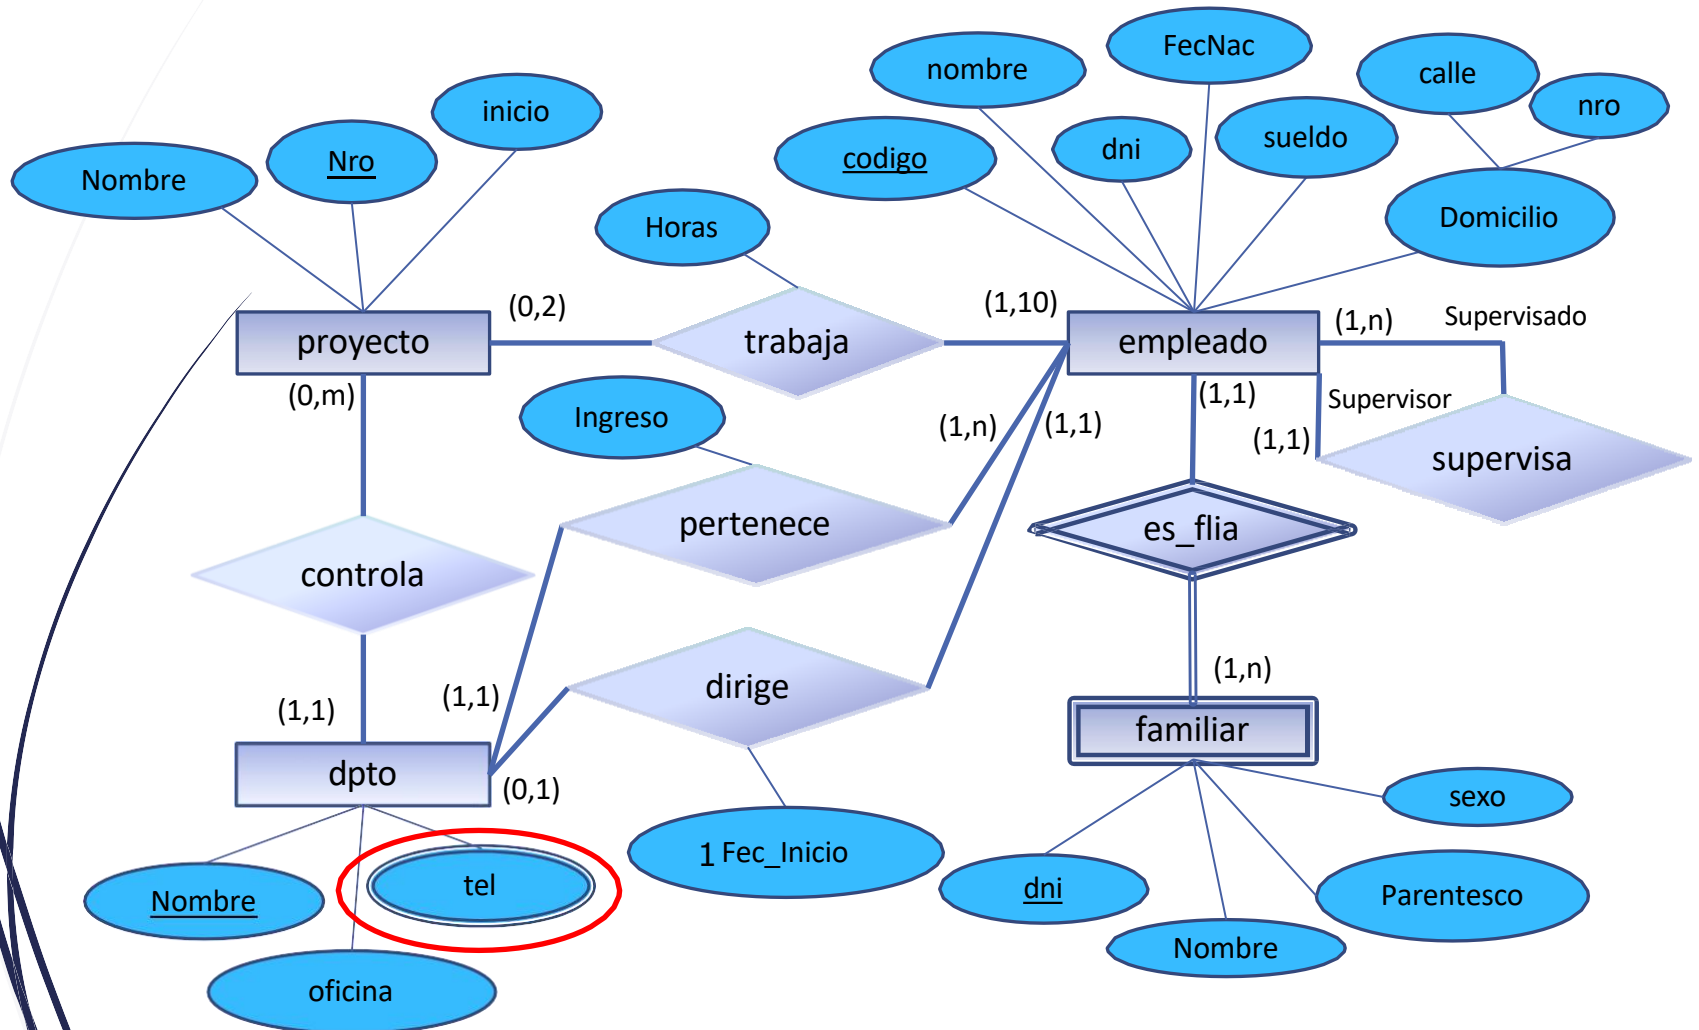 FecNac
nombre
calle
inicio
nro
Nro
codigo
dni
sueldo
Nombre
Horas
Domicilio
(0,2)
(1,10)
(1,n)
Supervisado
proyecto
trabaja
empleado
(0,m)
(1,1)
Supervisor
Ingreso
(1,n)
(1,1)
(1,1)
supervisa
pertenece
es_flia
controla
(1,n)
dirige
(1,1)
(1,1)
familiar
dpto
(0,1)
sexo
1 Fec_Inicio
tel
Nombre
dni
Parentesco
Nombre
oficina